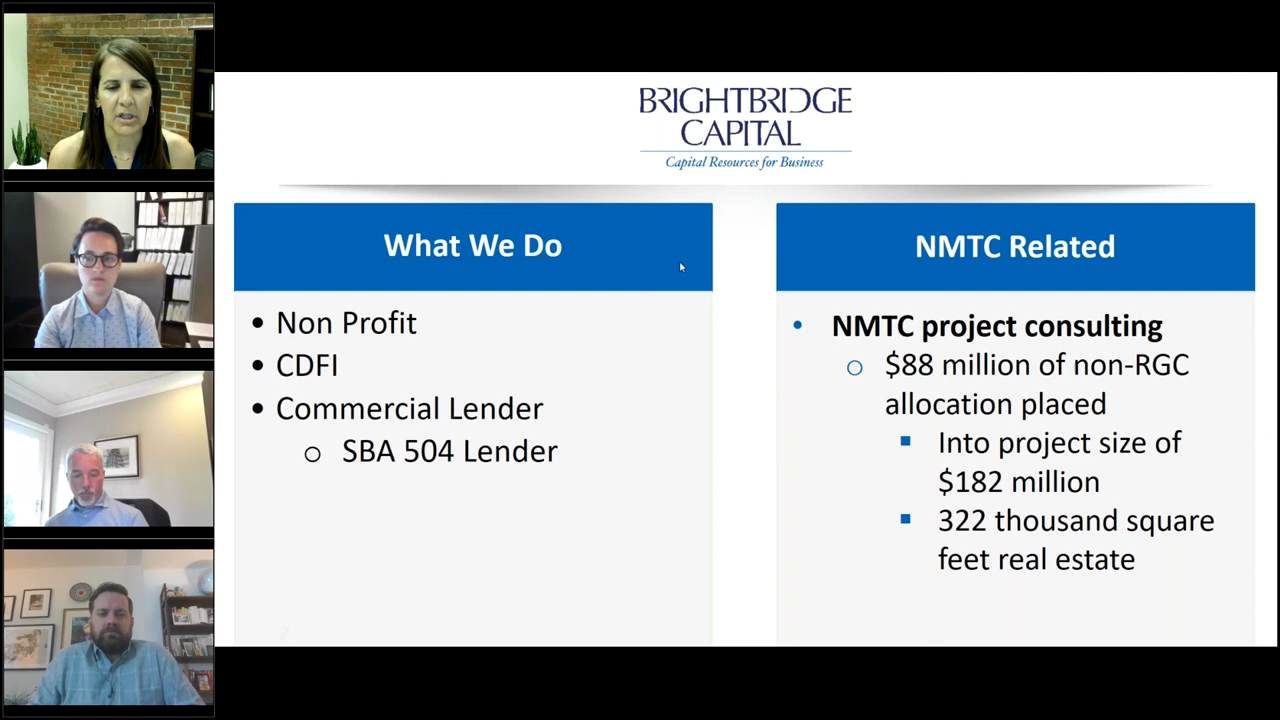 BRIGHTBRIDGE
CAPITAL
Capital Resources for Business
What We Do
• Non Profit
• CDFI
• Commercial Lender
o SBA 504 Lender
NMTC Related
• NMTC project consulting
o $88 million of non-RGC
allocation placed
▪ Into project size of
$182 million
▪ 322 thousand square
feet real estate